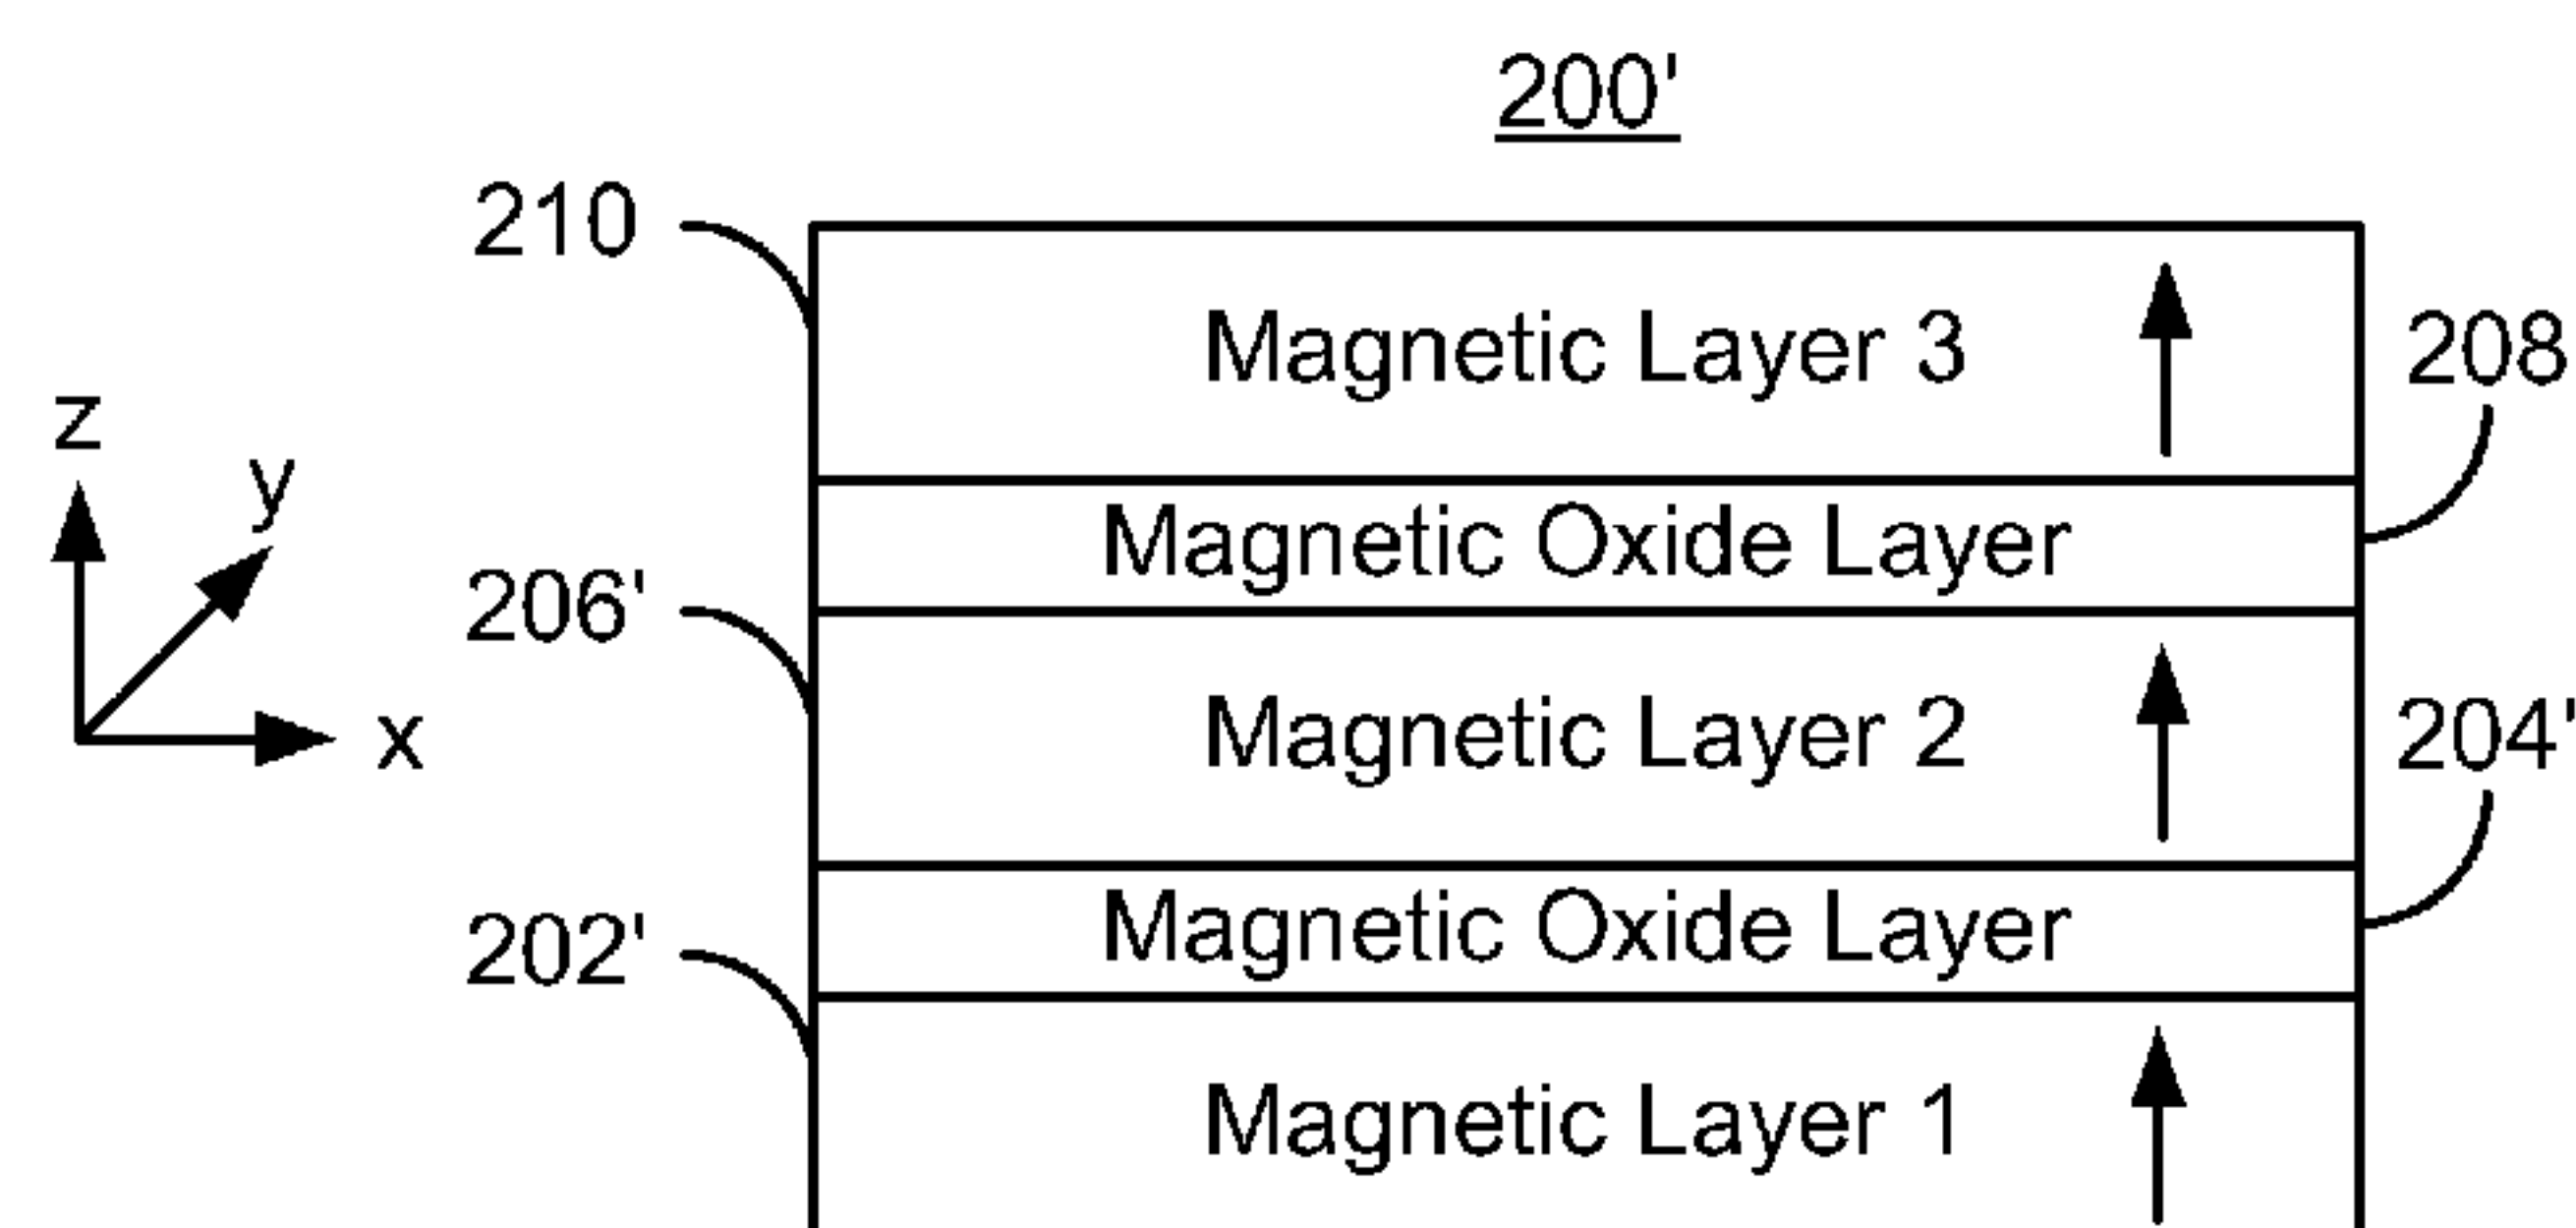 200'
210
Magnetic Layer 3
208
z
y
Magnetic Oxide Layer
206'
x
Magnetic Layer 2
204'
Magnetic Oxide Layer
202'
Magnetic Layer 1